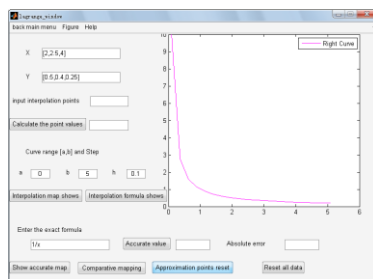 lagrange_window
back main menu Figure Help
X [2,2.5,4]
Y [0.5,0.4,0.25]
input interpolation points
Calculate the point values
Curve range [a,b] and Step
a 0 b 5 h 0.1
Interpolation map shows Interpolation formula shows
Right Curve
10
9
8
7
6
5
4
3
2
1
0
0 1 2 3 4 5 6
Enter the exact formula
1/x Accurate value Absolute error
Show accurate map Comparative mapping Approximation points reset Reset all data